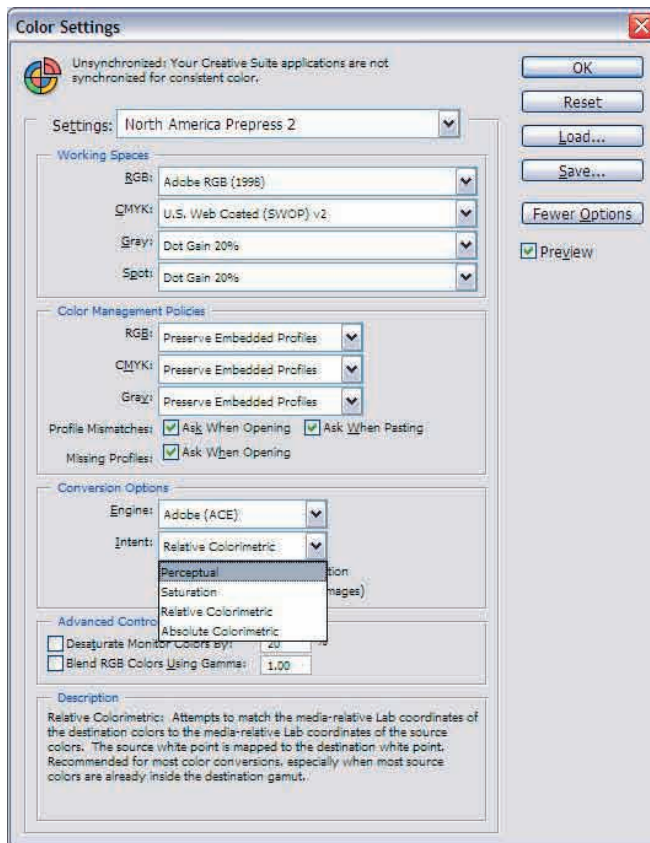 Color Settings
Unsynchronized: Your Creative Suite applications are not
synchronized for consistent color.
OK
Reset
Load...
Save...
Fewer Options
Preview
Settings: North America Prepress 2
Working Spaces
RGB: Adobe RGB (1998)
CMYK: U.S. Web Coated (SWOP) v2
Gray: Dot Gain 20%
Spot: Dot Gain 20%
Color Management Policies
RGB: Preserve Embedded Profiles
CMYK: Preserve Embedded Profiles
Gray: Preserve Embedded Profiles
Profile Mismatches: Ask When Opening Ask When Pasting
Missing Profiles: Ask When Opening
Conversion Options
Engine: Adobe (ACE)
Intent: Relative Colorimetric
Perceptual
Saturation
Relative Colorimetric
Absolute Colorimetric
Desaturate Monitor Colors By: 20 %
Blend RGB Colors Using Gamma: 1.00
Description
Relative Colorimetric: Attempts to match the media-relative Lab coordinates of
the destination colors to the media-relative Lab coordinates of the source
colors. The source white point is mapped to the destination white point.
Recommended for most color conversions, especially when most source
colors are already inside the destination gamut.